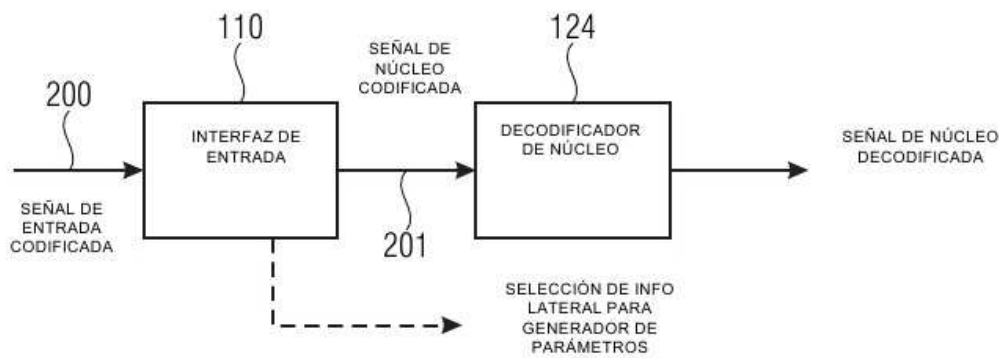 110
124
SEÑAL DE
NÚCLEO
CODIFICADA
200
INTERFAZ DE
ENTRADA
DECODIFICADOR
DE NÚCLEO
SEÑAL DE NÚCLEO
DECODIFICADA
SEÑAL DE
ENTRADA
CODIFICADA
201
SELECCIÓN DE INFO
LATERAL PARA
GENERADOR DE
PARÁMETROS